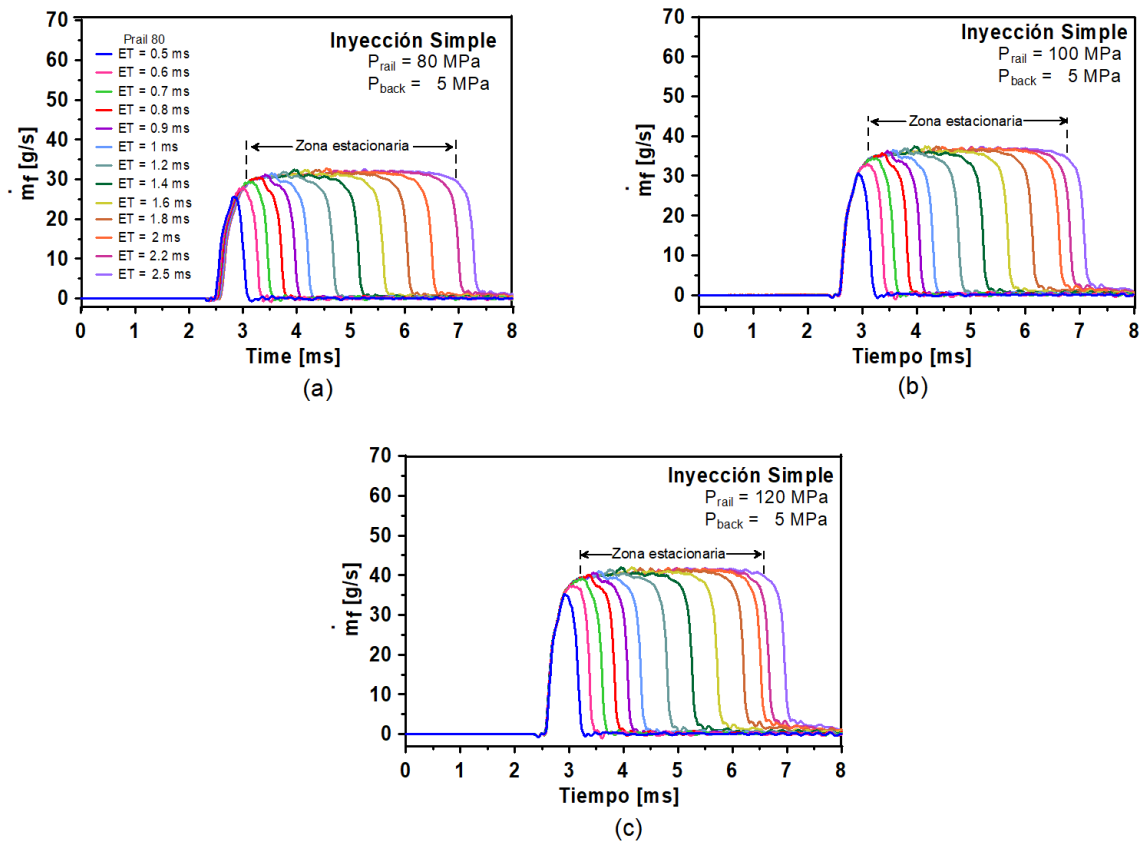 70
60
50
40
30
20
10
0
ṁf [g/s]
Prail 80
ET = 0.5 ms
ET = 0.6 ms
ET = 0.7 ms
ET = 0.8 ms
ET = 0.9 ms
ET = 1 ms
ET = 1.2 ms
ET = 1.4 ms
ET = 1.6 ms
ET = 1.8 ms
ET = 2 ms
ET = 2.2 ms
ET = 2.5 ms
Inyección Simple
Prail = 80 MPa
Pback = 5 MPa
Zona estacionaria
0 1 2 3 4 5 6 7 8
Time [ms]
(a)
70
60
50
40
30
20
10
0
ṁf [g/s]
Inyección Simple
Prail = 100 MPa
Pback = 5 MPa
Zona estacionaria
0 1 2 3 4 5 6 7 8
Tiempo [ms]
(b)
70
60
50
40
30
20
10
0
ṁf [g/s]
Inyección Simple
Prail = 120 MPa
Pback = 5 MPa
Zona estacionaria
0 1 2 3 4 5 6 7 8
Tiempo [ms]
(c)